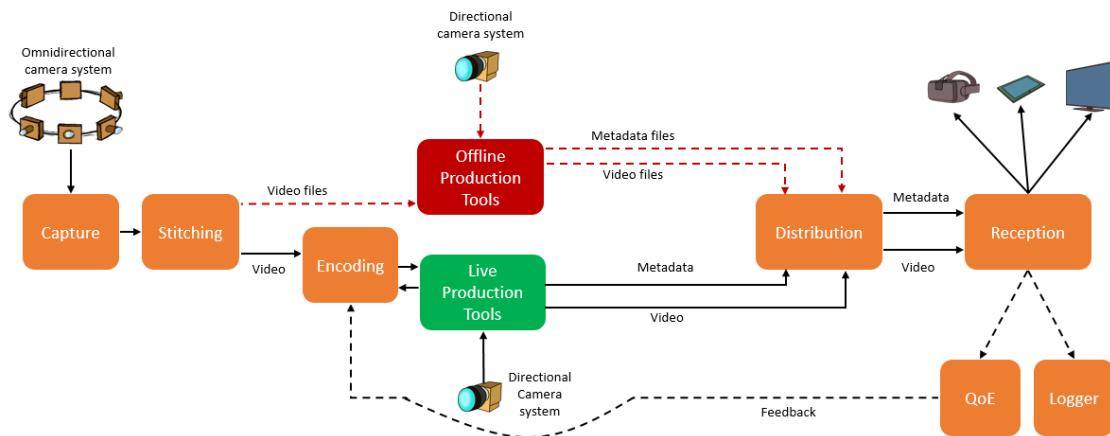 Directional
camera system
Omnidirectional
camera system
Metadata files
Offline
Production
Tools
Video files
Video files
Metadata
Capture
Stitching
Distribution
Reception
Encoding
Video
Live
Production
Tools
Metadata
Video
Video
Directional
Camera
system
QoE
Logger
Feedback